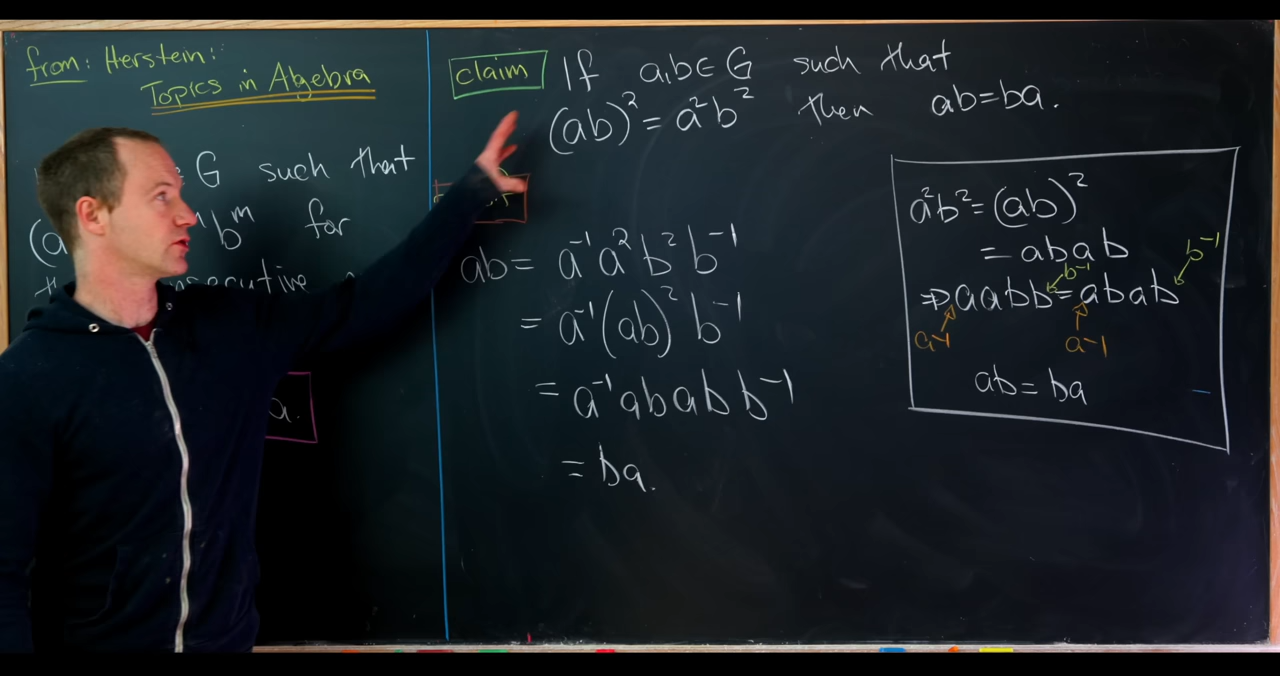 from: Herstein:
Topics in Algebra
G such that
(a b^m for
a.
claim If a,b∈G such that
(ab)² = a²b² then ab=ba.
ab = a⁻¹a²b²b⁻¹
= a⁻¹(ab)²b⁻¹
= a⁻¹ababb⁻¹
= ba.
a²b² = (ab)²
= abab
b⁻¹ b⁻¹
⇒ aabb = abab
a⁻¹ a⁻¹
ab = ba